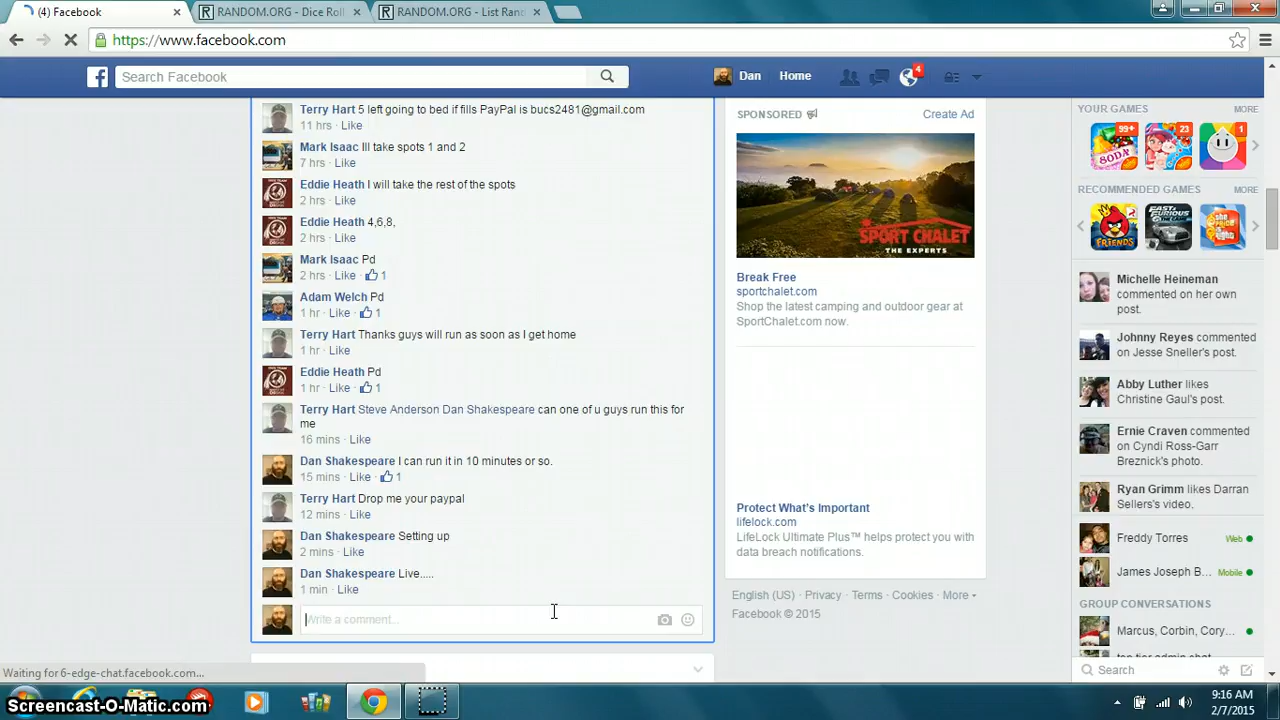 (4) Facebook
RANDOM.ORG - Dice Roll
RANDOM.ORG - List Ran
https://www.facebook.com
Search Facebook
Dan Home
4
Terry Hart 5 left going to bed if fills PayPal is bucs2481@gmail.com
11 hrs · Like
Mark Isaac Ill take spots 1 and 2
7 hrs · Like
Eddie Heath I will take the rest of the spots
2 hrs · Like
Eddie Heath 4,6,8,
2 hrs · Like
Mark Isaac Pd
2 hrs · Like · 1
Adam Welch Pd
1 hr · Like · 1
Terry Hart Thanks guys will run as soon as I get home
1 hr · Like
Eddie Heath Pd
1 hr · Like · 1
Terry Hart Steve Anderson Dan Shakespeare can one of u guys run this for
me
16 mins · Like
Dan Shakespeare I can run it in 10 minutes or so.
15 mins · Like · 1
Terry Hart Drop me your paypal
12 mins · Like
Dan Shakespeare Setting up
2 mins · Like
Dan Shakespeare Live.....
1 min · Like
Write a comment...
SPONSORED
Create Ad
SPORT CHALET
THE EXPERTS
Break Free
sportchalet.com
Shop the latest camping and outdoor gear at
SportChalet.com now.
Protect What's Important
lifelock.com
LifeLock Ultimate Plus™ helps protect you with
data breach notifications.
English (US) · Privacy · Terms · Cookies · More
Facebook © 2015
YOUR GAMES
MORE
99+
SODA
23
1
RECOMMENDED GAMES
MORE
FRIENDS
FAST & FURIOUS
Michelle Heineman
commented on her own
post.
Johnny Reyes commented
on Jesse Sneller's post.
Abby Luther likes
Christine Gaul's post.
Ernie Craven
commented on Cyndi Ross-Garr
Breznick's photo.
Ryan Grimm likes Darran
Sellers's video,
Freddy Torres
Web
James Joseph B...
Mobile
GROUP CONVERSATIONS
Marcus, Corbin, Cory...
top tier admin chat
Search
Waiting for 6-edge-chat.facebook.com...
Screencast-O-Matic.com
9:16 AM
2/7/2015